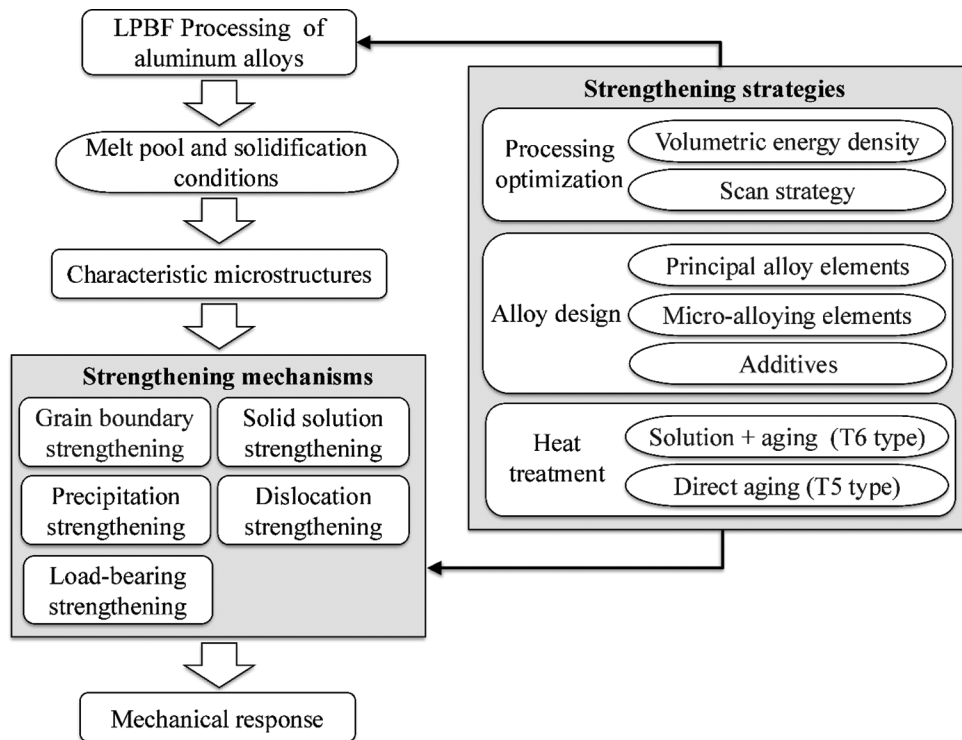 LPBF Processing of
aluminum alloys
Melt pool and solidification
conditions
Characteristic microstructures
Strengthening mechanisms
Grain boundary
strengthening
Solid solution
strengthening
Precipitation
strengthening
Dislocation
strengthening
Load-bearing
strengthening
Mechanical response
Strengthening strategies
Processing
optimization
Volumetric energy density
Scan strategy
Alloy design
Principal alloy elements
Micro-alloying elements
Additives
Heat
treatment
Solution + aging (T6 type)
Direct aging (T5 type)